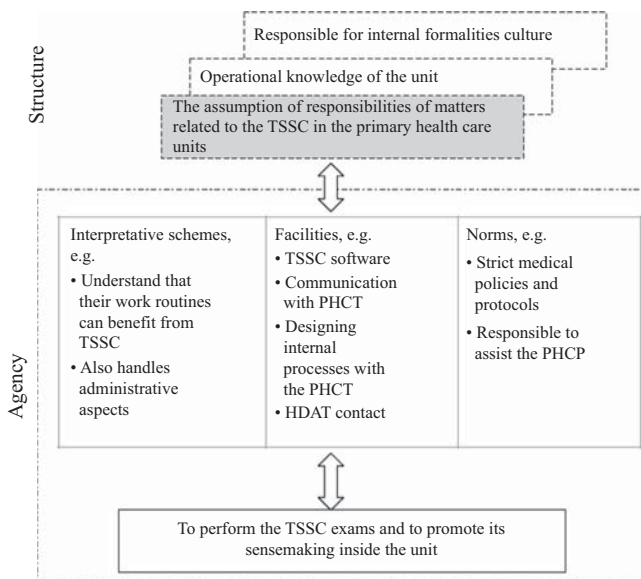 Structure
Responsible for internal formalities culture
Operational knowledge of the unit
The assumption of responsibilities of matters
related to the TSSC in the primary health care
units
Agency
Interpretative schemes,
e.g.
• Understand that
their work routines
can benefit from
TSSC
• Also handles
administrative
aspects
Facilities, e.g.
• TSSC software
• Communication
with PHCT
• Designing
internal
processes with
the PHCT
• HDAT contact
Norms, e.g.
• Strict medical
policies and
protocols
• Responsible to
assist the PHCP
To perform the TSSC exams and to promote its
sensemaking inside the unit